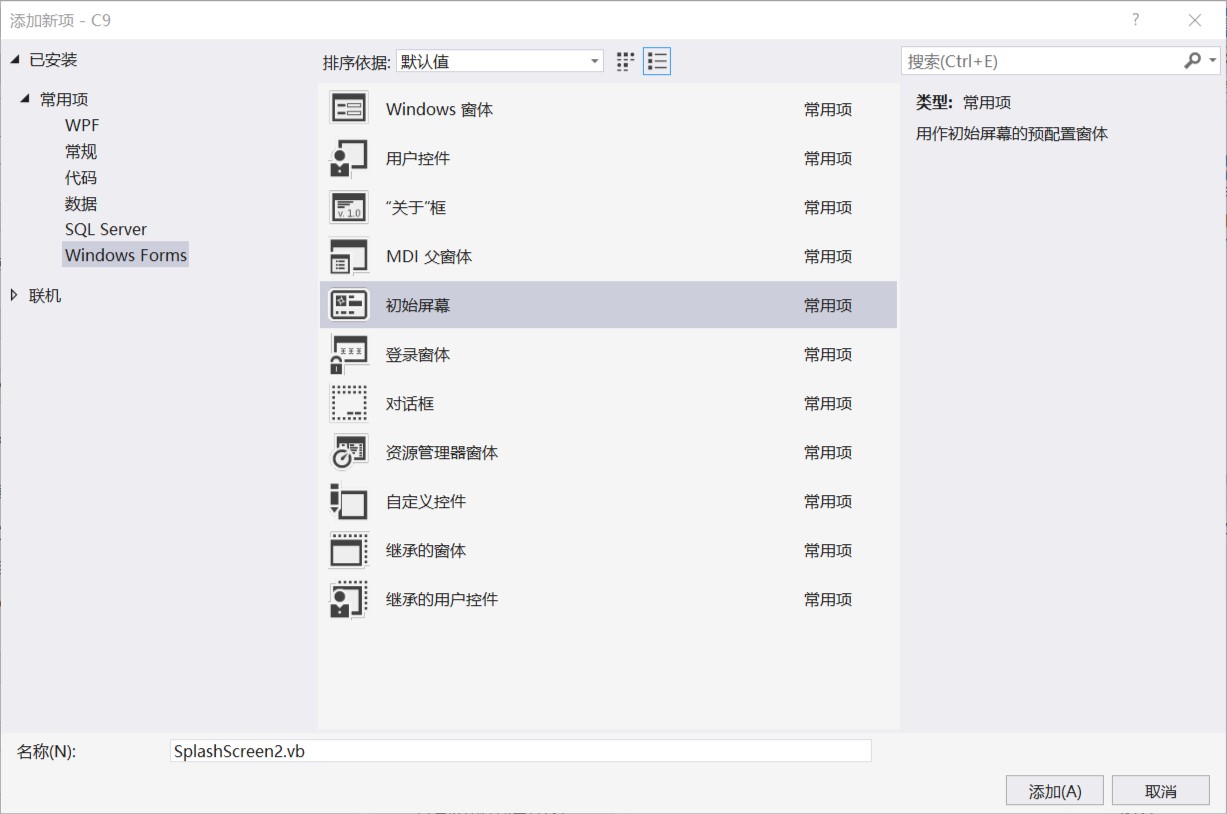 添加新项 - C9
?
已安装
常用项
WPF
常规
代码
数据
SQL Server
Windows Forms
联机
排序依据: 默认值
Windows 窗体 常用项
用户控件 常用项
v. 1.0 “关于”框 常用项
MDI 父窗体 常用项
初始屏幕 常用项
登录窗体 常用项
对话框 常用项
资源管理器窗体 常用项
自定义控件 常用项
继承的窗体 常用项
继承的用户控件 常用项
搜索(Ctrl+E)
类型: 常用项
用作初始屏幕的预配置窗体
名称(N): SplashScreen2.vb
添加(A) 取消